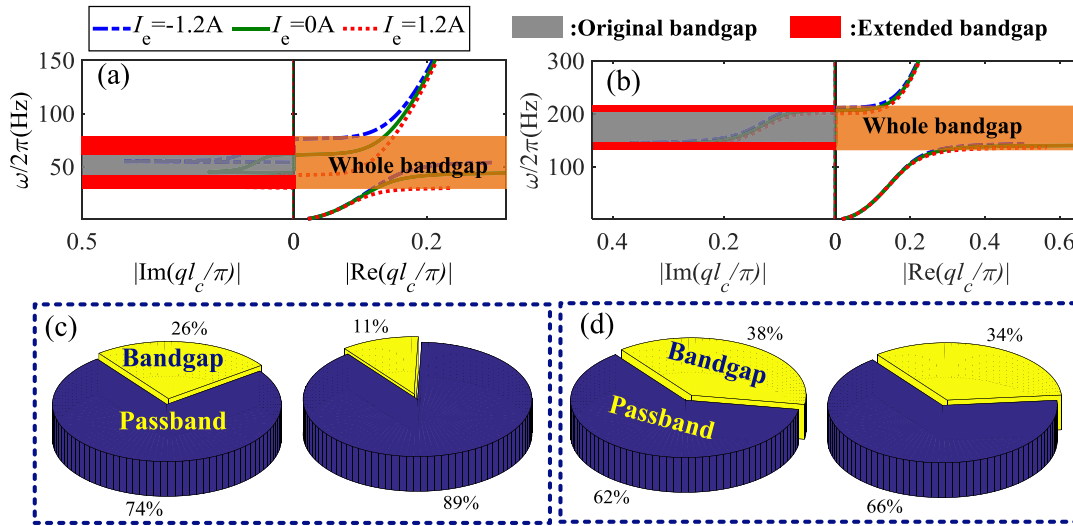 I_e=-1.2A I_e=0A I_e=1.2A :Original bandgap :Extended bandgap
(a)
150
100
50
0.5
0
0.2
ω/2π(Hz)
Whole bandgap
|Im(ql_c/π)|
|Re(ql_c/π)|
(b)
300
200
100
0.4
0.2
0
0.2
0.4
0.6
ω/2π(Hz)
Whole bandgap
|Im(ql_c/π)|
|Re(ql_c/π)|
(c)
26%
Bandgap
Passband
74%
11%
89%
(d)
38%
Bandgap
Passband
62%
34%
66%